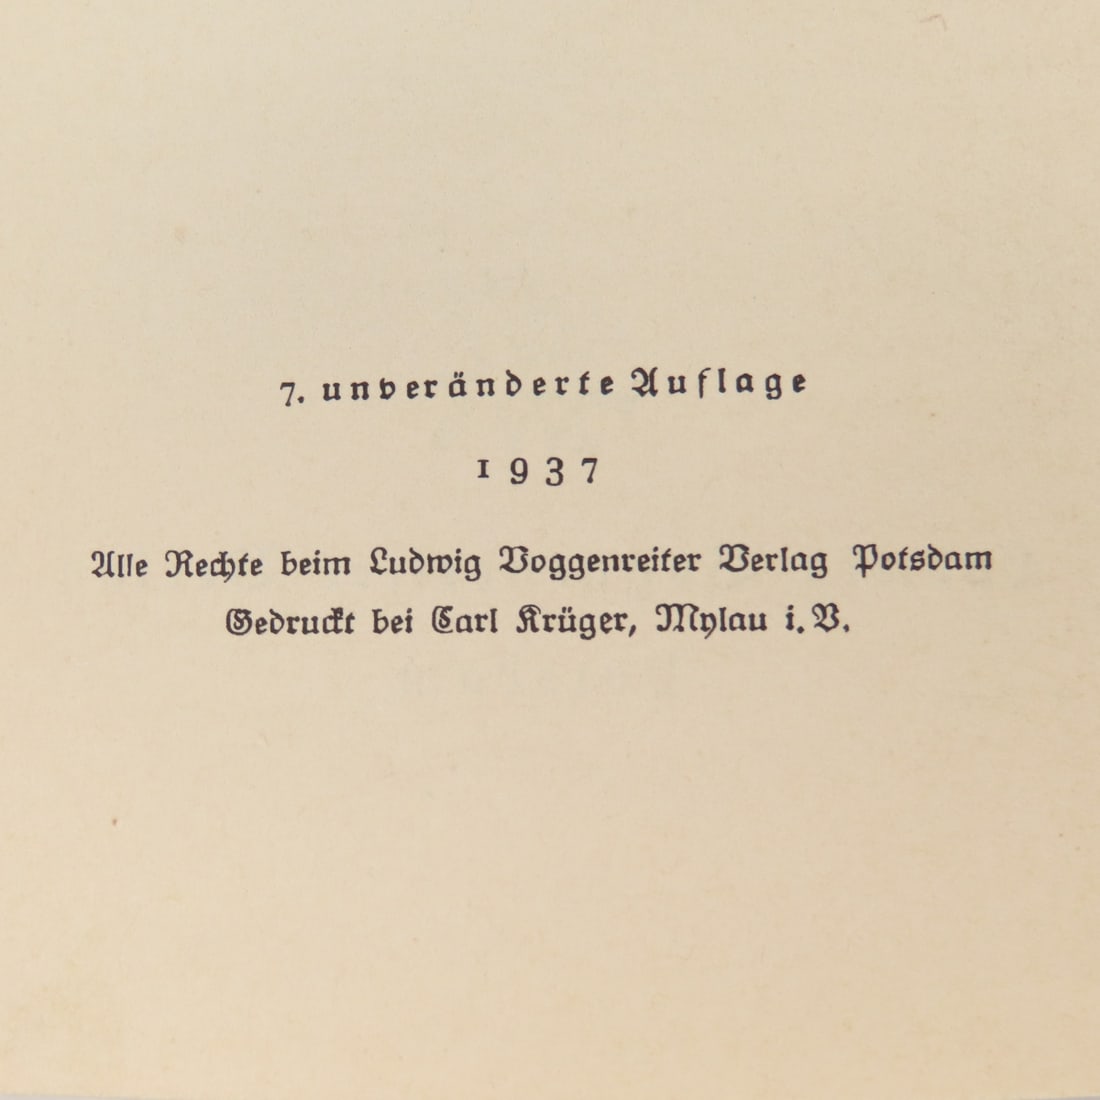 7. unveränderte Auflage
1937
Alle Rechte beim Ludwig Voggenreiter Verlag Potsdam
Gedruckt bei Carl Krüger, Mylau i. V.